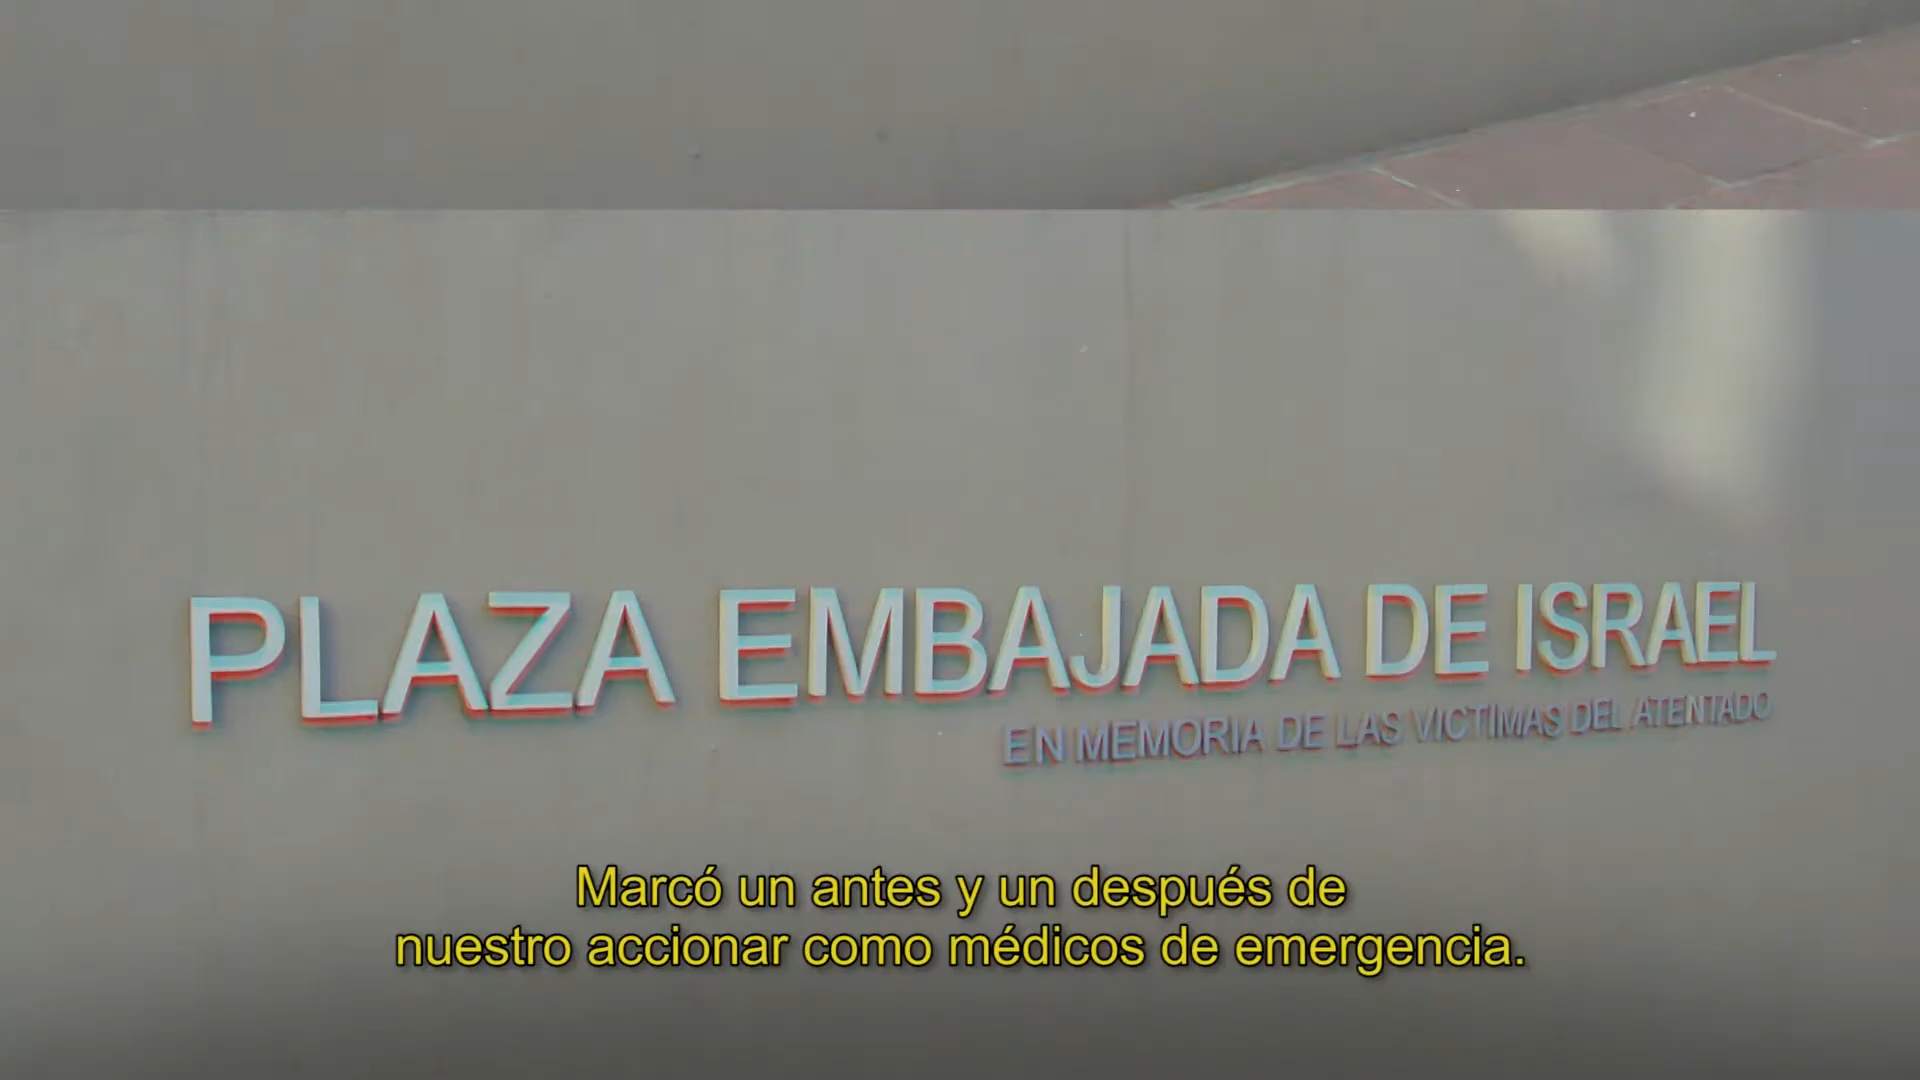 PLAZA EMBAJADA DE ISRAEL
EN MEMORIA DE LAS VICTIMAS DEL ATENTADO
Marcó un antes y un después de
nuestro accionar como médicos de emergencia.